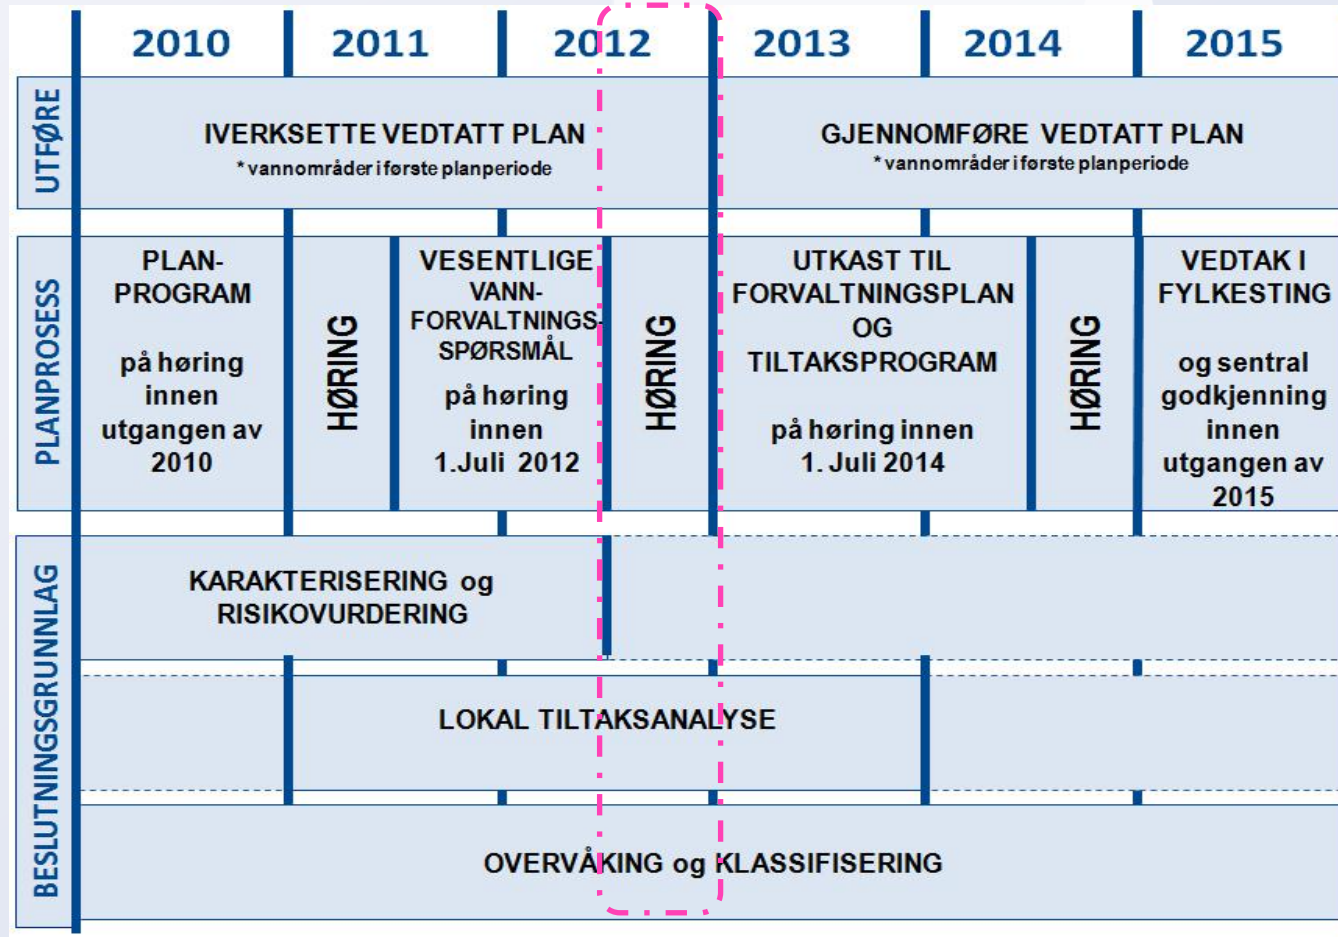 2010 2011 2012 2013 2014 2015
UTFØRE
IVERKSETTE VEDTATT PLAN
* vannområder i første planperiode
GJENNOMFØRE VEDTATT PLAN
* vannområder i første planperiode
PLANPROSESS
PLAN-
PROGRAM
på høring
innen
utgangen av
2010
HØRING
VESENTLIGE
VANN-
FORVALTNINGS-
SPØRSMÅL
på høring
innen
1.Juli 2012
HØRING
UTKAST TIL
FORVALTNINGSPLAN
OG
TILTAKSPROGRAM
på høring innen
1. Juli 2014
HØRING
VEDTAK I
FYLKESTING
og sentral
godkjenning
innen
utgangen av
2015
BESLUTNINGSGRUNNLAG
KARAKTERISERING og
RISIKOVURDERING
LOKAL TILTAKSANALYSE
OVERVÅKING og KLASSIFISERING